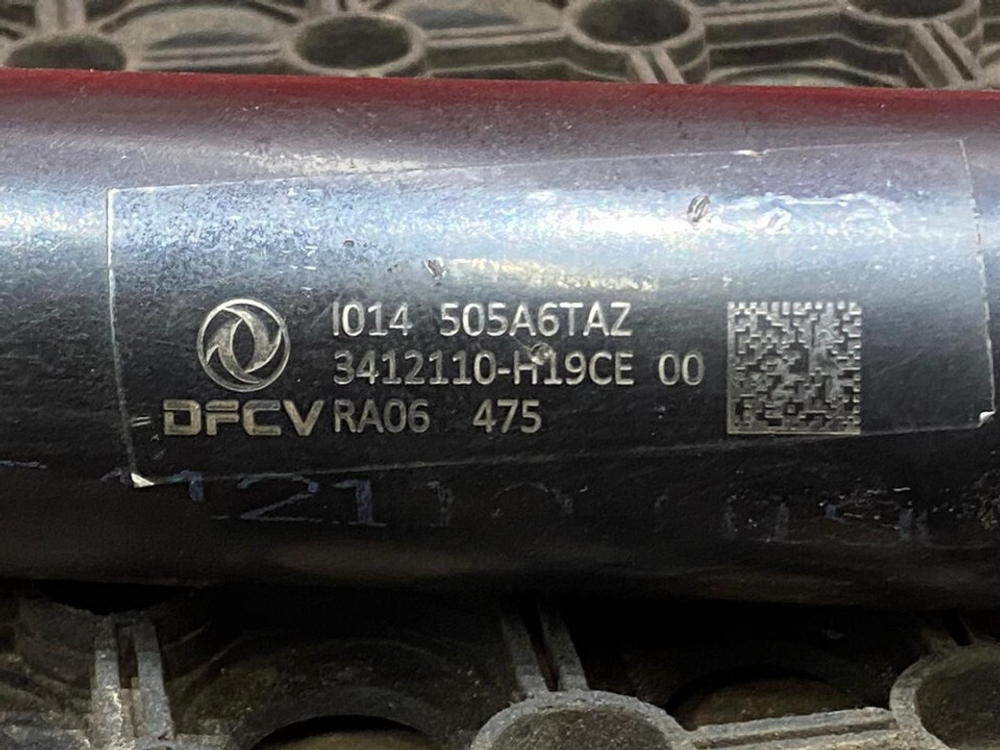 I014 505A6TAZ
3412110-H19CE 00
DFCV RA06 475